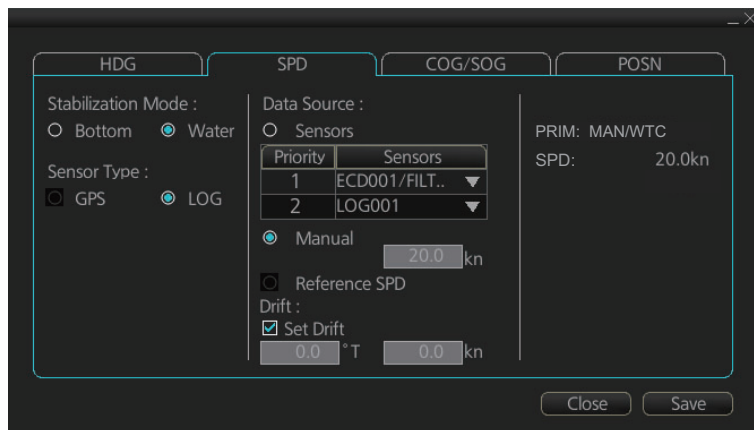 HDG SPD COG/SOG POSN
Stabilization Mode :
Bottom Water
Sensor Type :
GPS LOG
Data Source :
Sensors
Priority Sensors
1 ECD001/FILT..
2 LOG001
Manual
20.0 kn
Reference SPD
Drift :
Set Drift
0.0 °T 0.0 kn
PRIM: MAN/WTC
SPD: 20.0kn
Close Save